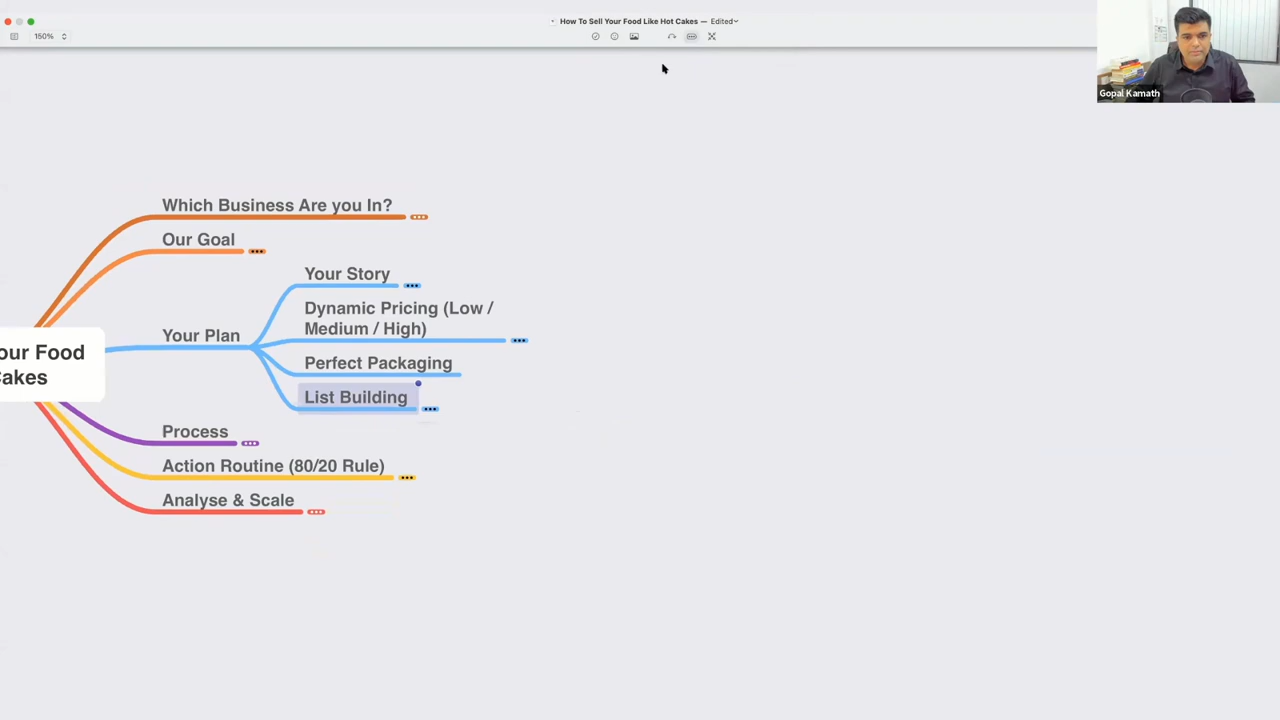 How To Sell Your Food Like Hot Cakes — Edited
150%
Gopal Kamath
Which Business Are you In?
Our Goal
Your Story
Dynamic Pricing (Low /
Medium / High)
Your Plan
our Food
Cakes
Perfect Packaging
List Building
Process
Action Routine (80/20 Rule)
Analyse & Scale